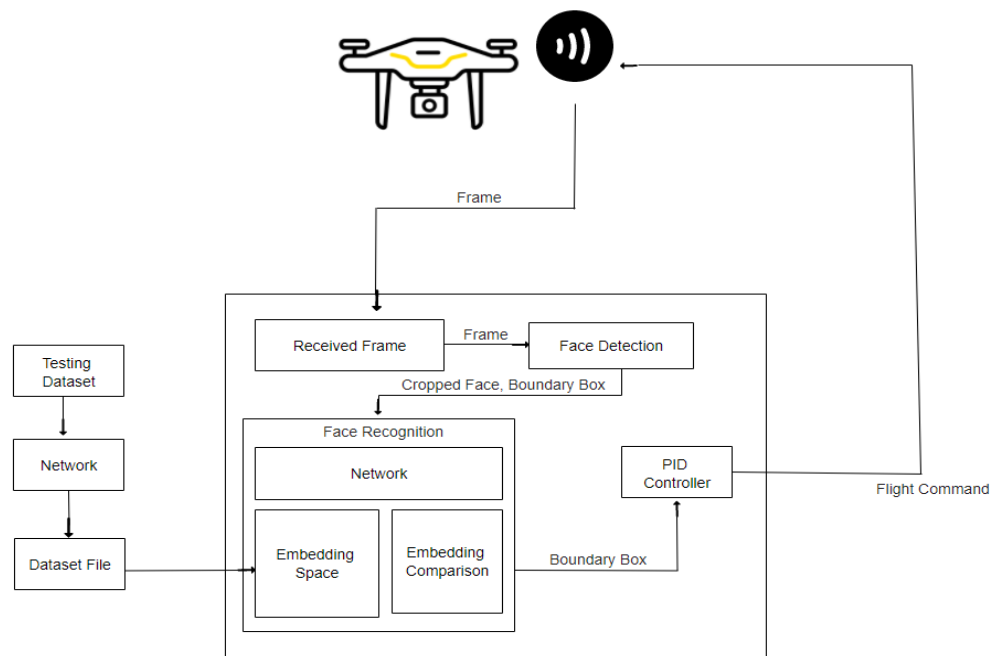 Frame
Received Frame
Frame
Face Detection
Testing
Dataset
Cropped Face, Boundary Box
Face Recognition
Network
Network
PID
Controller
Flight Command
Embedding
Space
Embedding
Comparison
Boundary Box
Dataset File